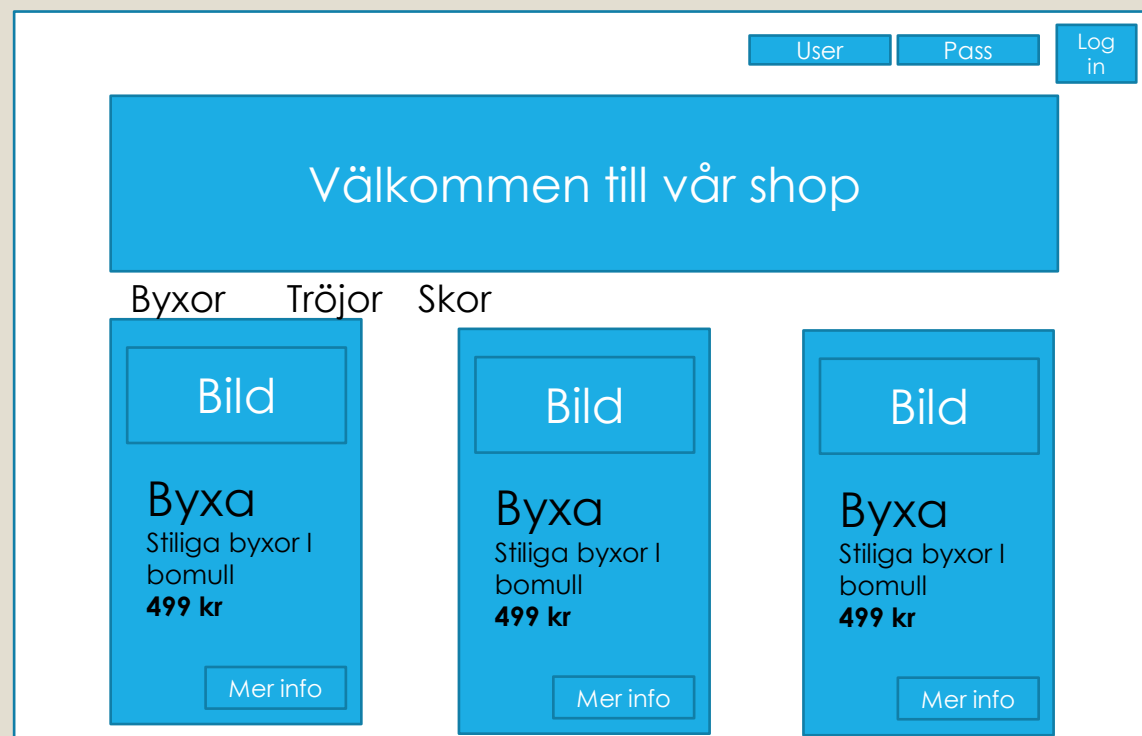 User
Pass
Log
in
Välkommen till vår shop
Byxor Tröjor Skor
Bild
Byxa
Stiliga byxor I
bomull
499 kr
Mer info
Bild
Byxa
Stiliga byxor I
bomull
499 kr
Mer info
Bild
Byxa
Stiliga byxor I
bomull
499 kr
Mer info